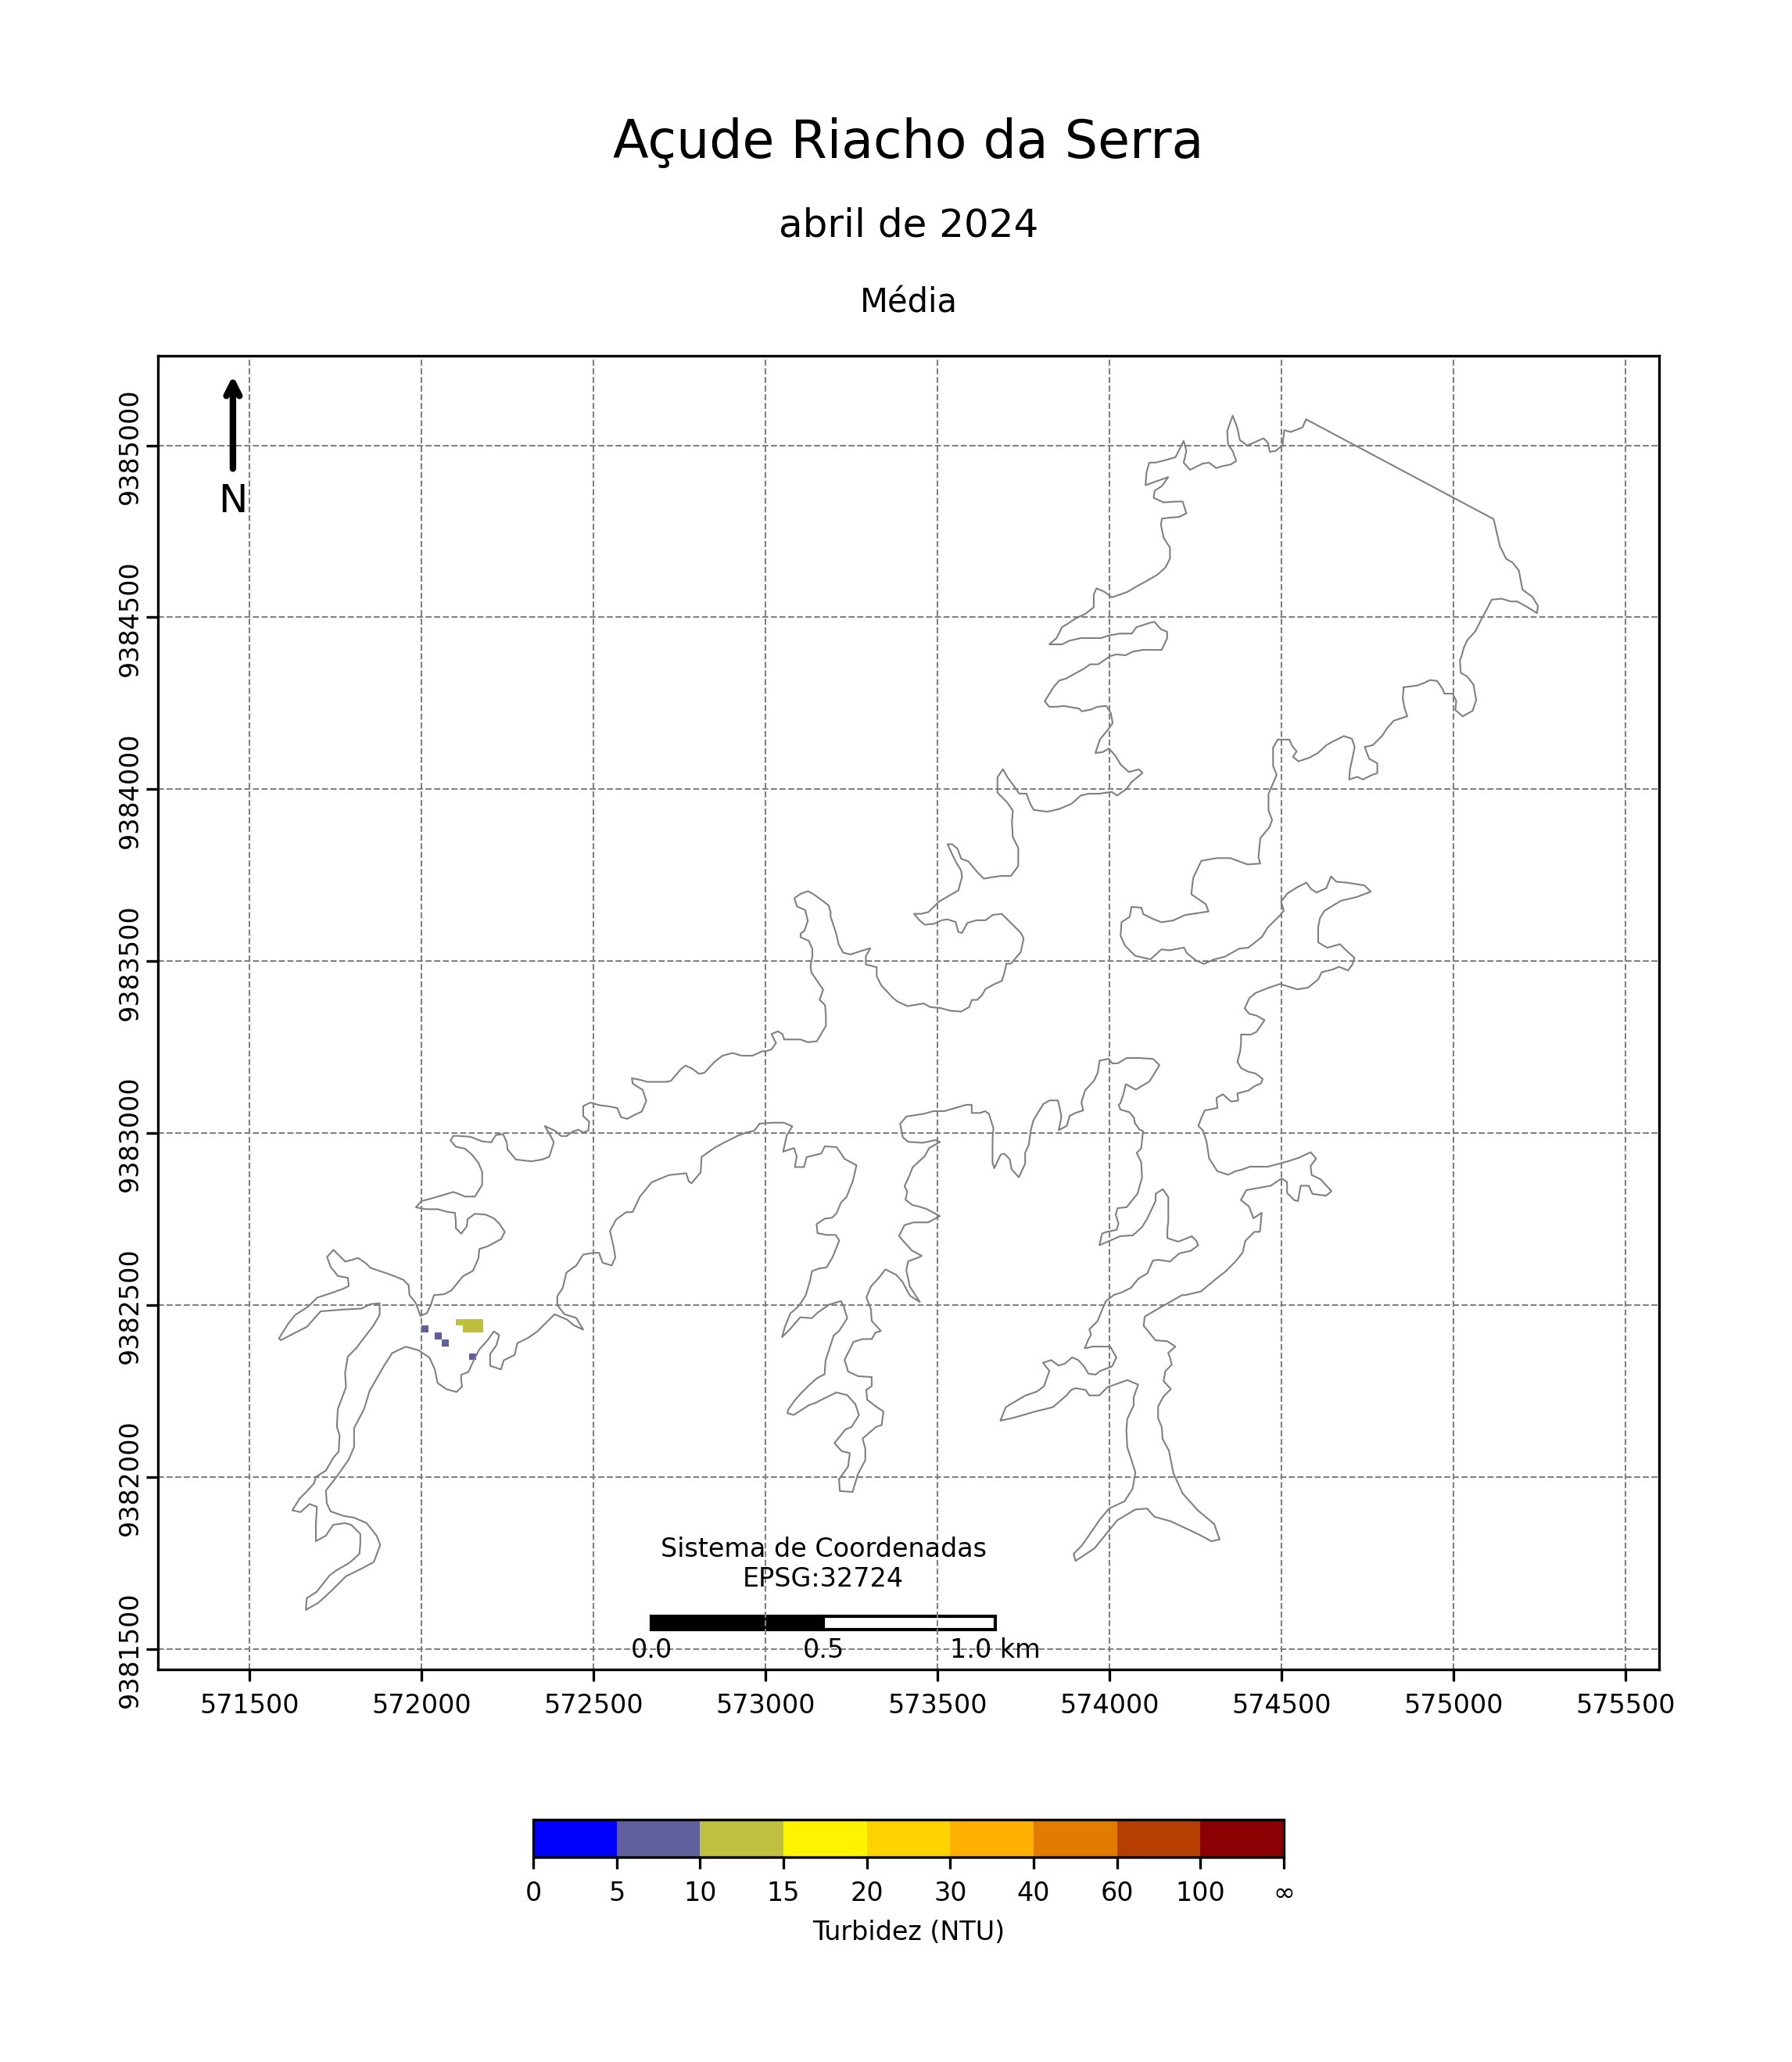 Açude Riacho da Serra
abril de 2024
Média
N
9385000
9384500
9384000
9383500
9383000
9382500
9382000
9381500
Sistema de Coordenadas
EPSG:32724
0.0 0.5 1.0 km
571500 572000 572500 573000 573500 574000 574500 575000 575500
0 5 10 15 20 30 40 60 100 ∞
Turbidez (NTU)